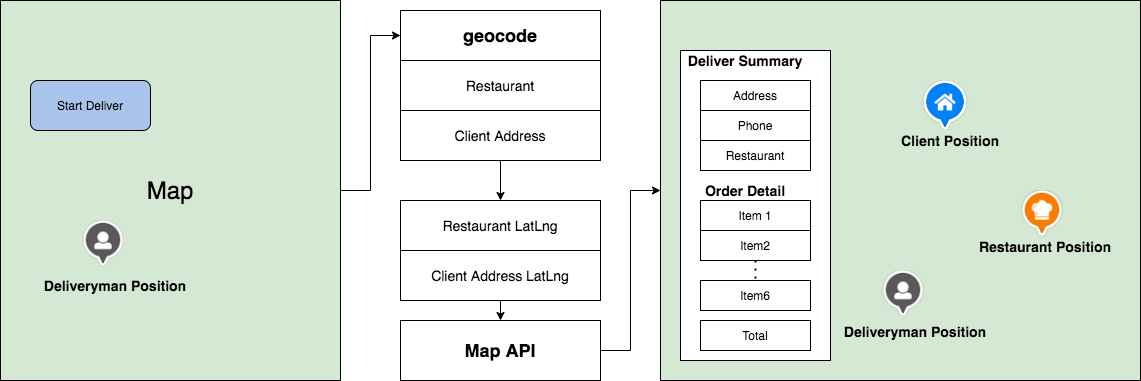 Start Deliver
Map
Deliveryman Position
geocode
Restaurant
Client Address
Restaurant LatLng
Client Address LatLng
Map API
Deliver Summary
Address
Phone
Restaurant
Order Detail
Item 1
Item2
Item6
Total
Client Position
Restaurant Position
Deliveryman Position